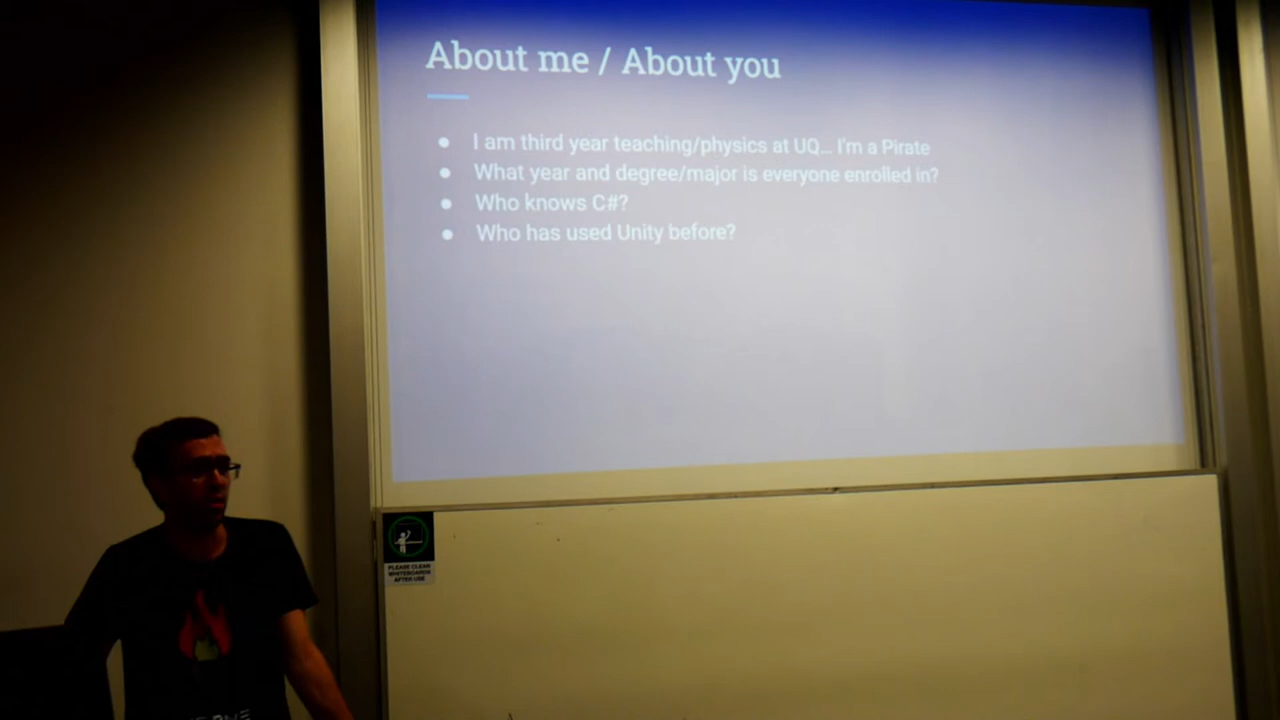 About me / About you
● I am third year teaching/physics at UQ... I'm a Pirate
● What year and degree/major is everyone enrolled in?
● Who knows C#?
● Who has used Unity before?
PLEASE CLEAN
WHITEBOARDS
AFTER USE